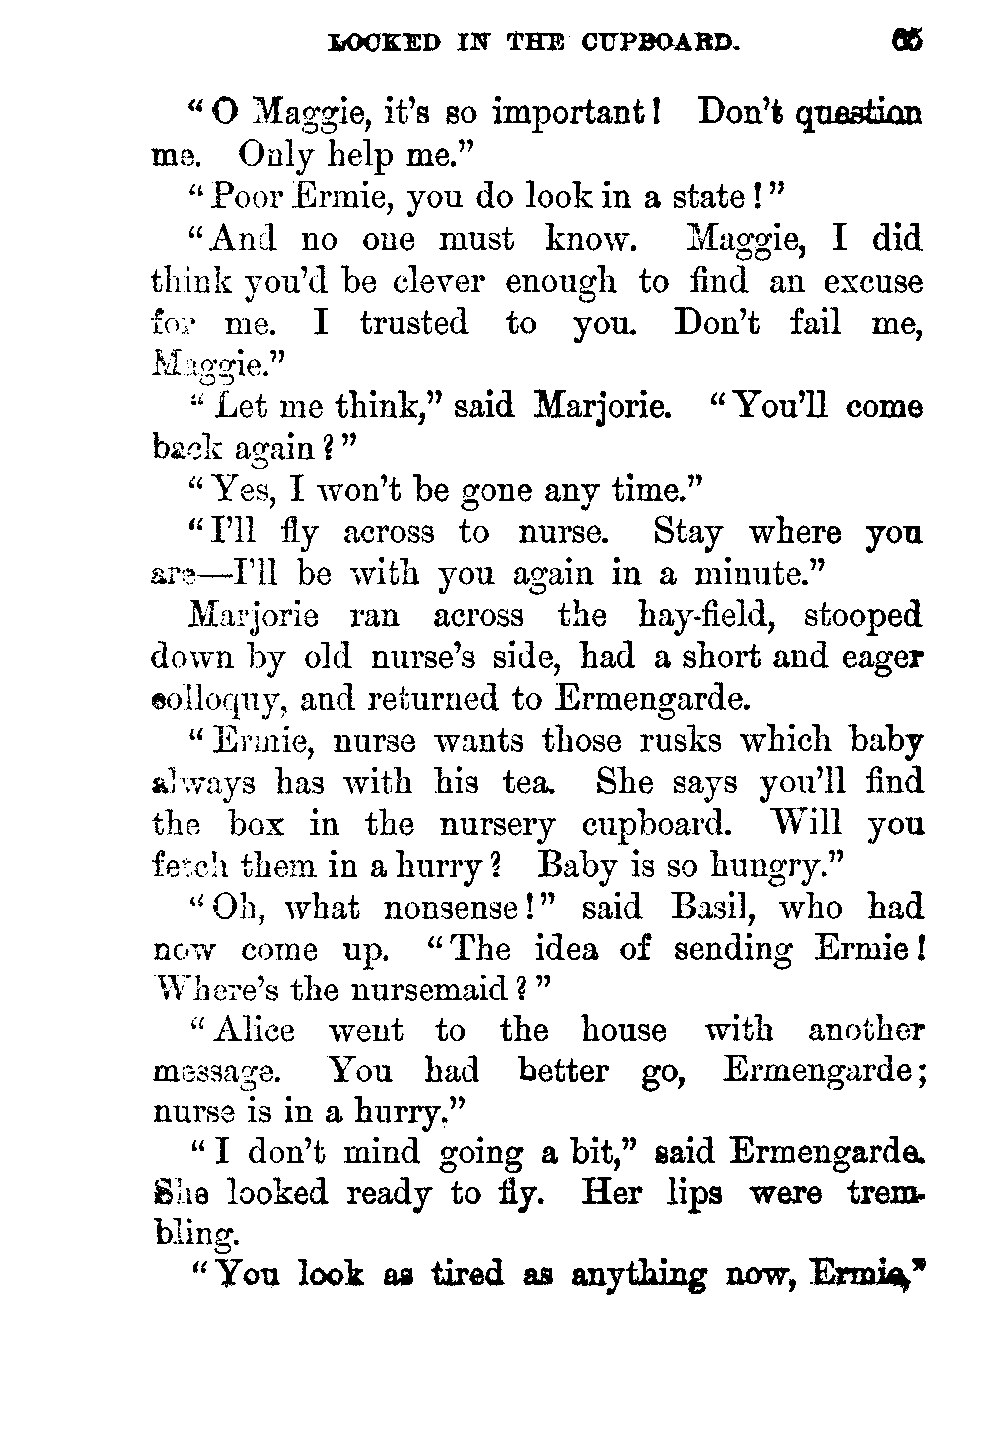 LOCKED IN THE CUPBOARD. 65
“O Maggie, it’s so important! Don’t question
me. Only help me.”
“Poor Ermie, you do look in a state!”
“And no one must know. Maggie, I did
think you’d be clever enough to find an excuse
for me. I trusted to you. Don’t fail me,
Maggie.”
“Let me think,” said Marjorie. “You’ll come
back again?”
“Yes, I won’t be gone any time.”
“I’ll fly across to nurse. Stay where you
are—I’ll be with you again in a minute.”
Marjorie ran across the hay-field, stooped
down by old nurse’s side, had a short and eager
colloquy, and returned to Ermengarde.
“Ermie, nurse wants those rusks which baby
always has with his tea. She says you’ll find
the box in the nursery cupboard. Will you
fetch them in a hurry? Baby is so hungry.”
“Oh, what nonsense!” said Basil, who had
now come up. “The idea of sending Ermie!
Where’s the nursemaid?”
“Alice went to the house with another
message. You had better go, Ermengarde;
nurse is in a hurry.”
“I don’t mind going a bit,” said Ermengarde.
She looked ready to fly. Her lips were trem-
bling.
“You look as tired as anything now, Ermie,”